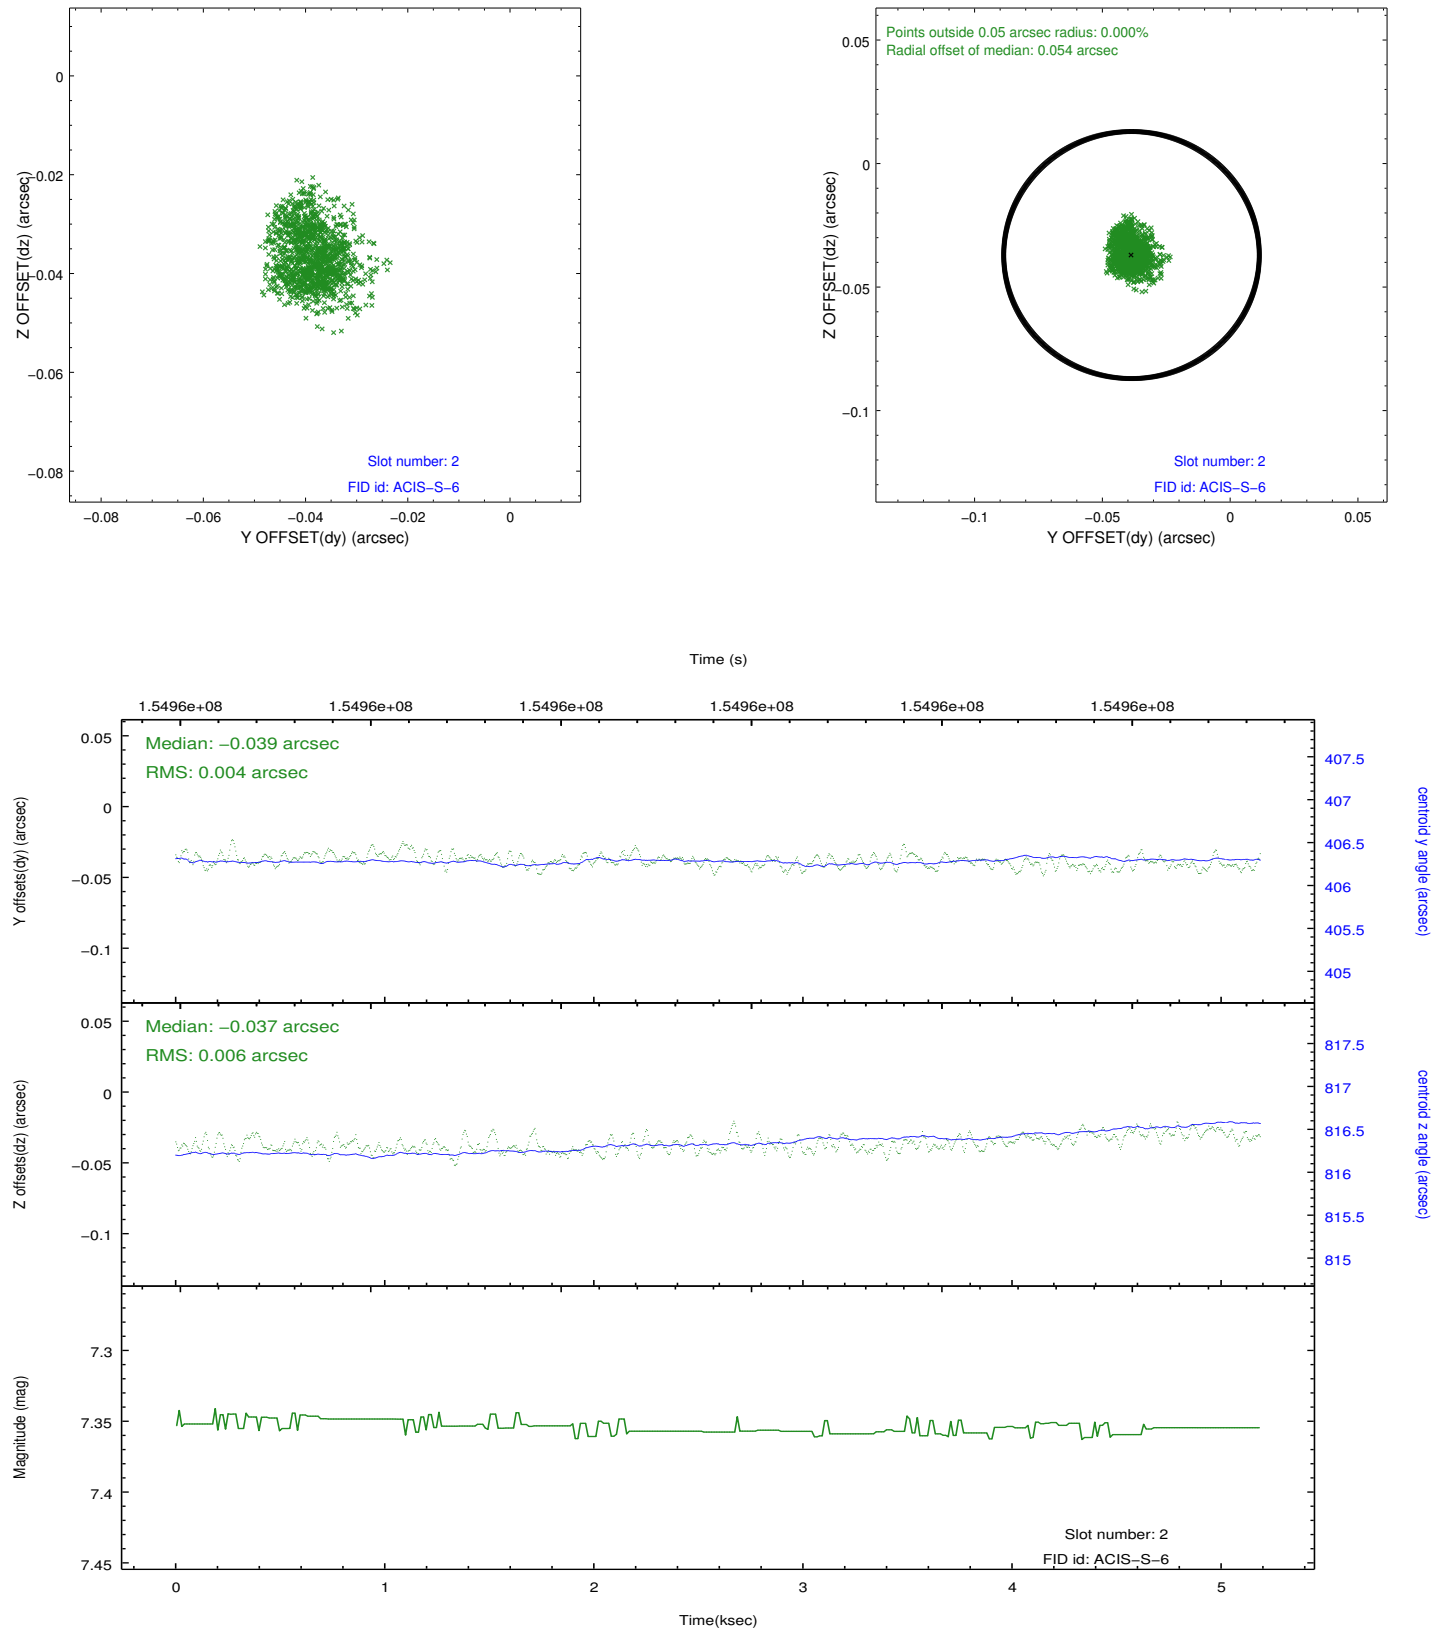 0
−0.02
−0.04
−0.06
−0.08
Z OFFSET(dz) (arcsec)
Slot number: 2
FID id: ACIS−S−6
−0.08 −0.06 −0.04 −0.02 0
Y OFFSET(dy) (arcsec)
Points outside 0.05 arcsec radius: 0.000%
Radial offset of median: 0.054 arcsec
0.05
0
−0.05
−0.1
Z OFFSET(dz) (arcsec)
Slot number: 2
FID id: ACIS−S−6
−0.1 −0.05 0 0.05
Y OFFSET(dy) (arcsec)
Time (s)
1.5496e+08 1.5496e+08 1.5496e+08 1.5496e+08 1.5496e+08 1.5496e+08
Median: −0.039 arcsec
RMS: 0.004 arcsec
0.05
0
−0.05
−0.1
Y offsets(dy) (arcsec)
407.5
407
406.5
406
405.5
405
centroid y angle (arcsec)
Median: −0.037 arcsec
RMS: 0.006 arcsec
0.05
0
−0.05
−0.1
Z offsets(dz) (arcsec)
817.5
817
816.5
816
815.5
815
centroid z angle (arcsec)
7.3
7.35
7.4
7.45
Magnitude (mag)
Slot number: 2
FID id: ACIS−S−6
0 1 2 3 4 5
Time(ksec)